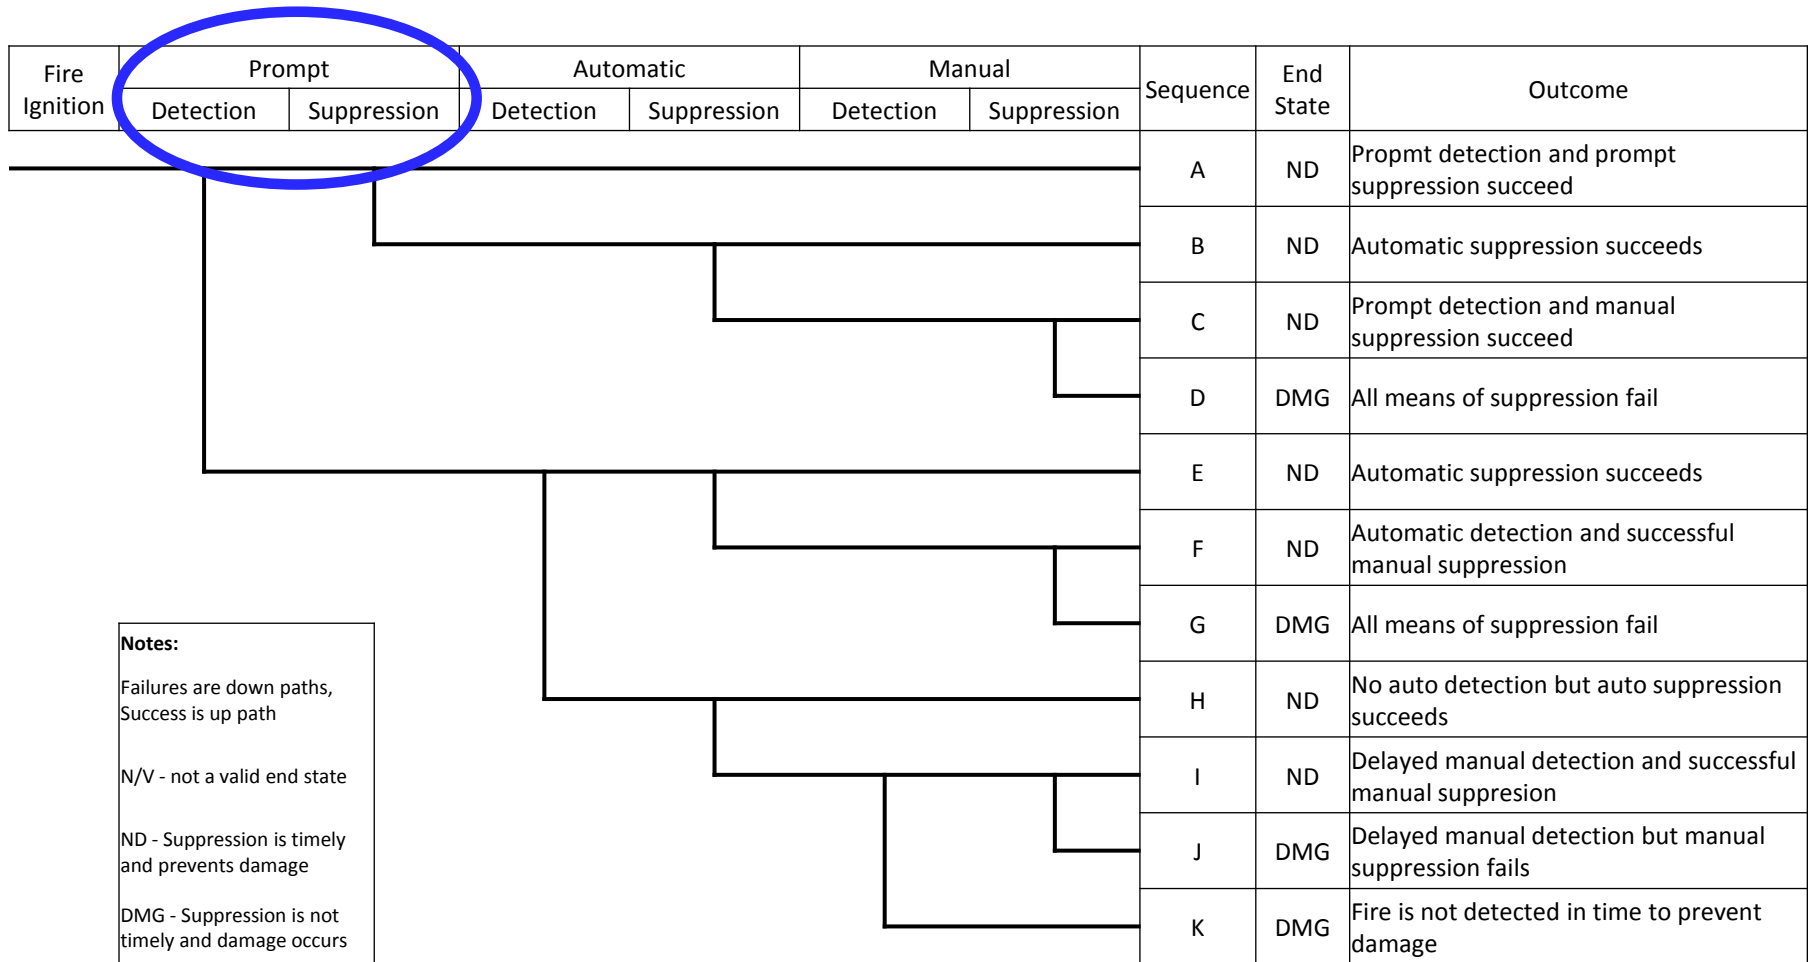 Fire
Ignition
Prompt
Automatic
Manual
Sequence
End
State
Outcome
Detection
Suppression
Detection
Suppression
Detection
Suppression
A
ND
Propmt detection and prompt
suppression succeed
B
ND
Automatic suppression succeeds
C
ND
Prompt detection and manual
suppression succeed
D
DMG
All means of suppression fail
E
ND
Automatic suppression succeeds
F
ND
Automatic detection and successful
manual suppression
G
DMG
All means of suppression fail
H
ND
No auto detection but auto suppression
succeeds
I
ND
Delayed manual detection and successful
manual suppresion
J
DMG
Delayed manual detection but manual
suppression fails
K
DMG
Fire is not detected in time to prevent
damage
Notes:
Failures are down paths,
Success is up path
N/V - not a valid end state
ND - Suppression is timely
and prevents damage
DMG - Suppression is not
timely and damage occurs